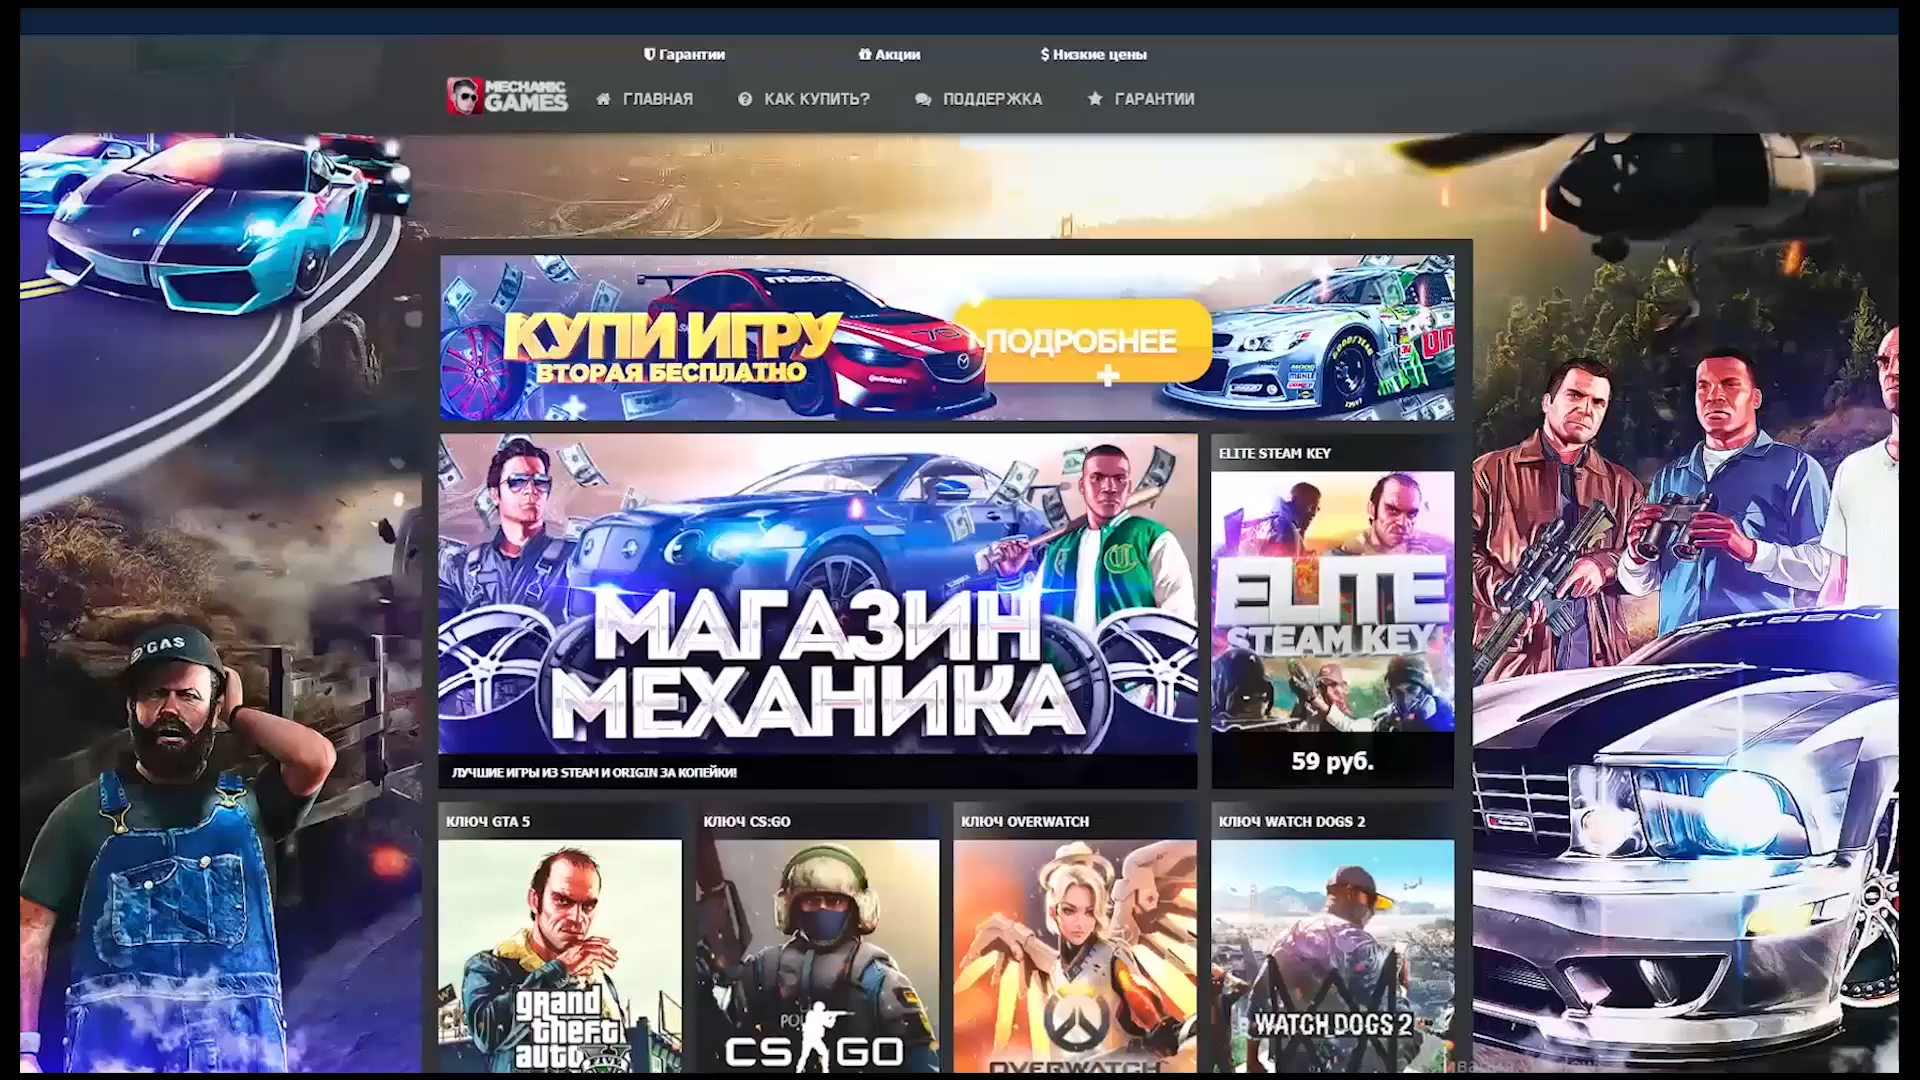 Гарантии
Акции
Низкие цены
MECHANIC
GAMES
ГЛАВНАЯ
КАК КУПИТЬ?
ПОДДЕРЖКА
ГАРАНТИИ
КУПИ ИГРУ
ВТОРАЯ БЕСПЛАТНО
ПОДРОБНЕЕ
GOODYEAR
МАГАЗИН
МЕХАНИКА
ЛУЧШИЕ ИГРЫ ИЗ STEAM И ORIGIN ЗА КОПЕЙКИ!
ELITE STEAM KEY
ELITE
STEAM KEY
59 руб.
GAS
КЛЮЧ GTA 5
КЛЮЧ CS:GO
КЛЮЧ OVERWATCH
КЛЮЧ WATCH DOGS 2
grand
theft
auto
CS GO
OVERWATCH
WATCH DOGS 2